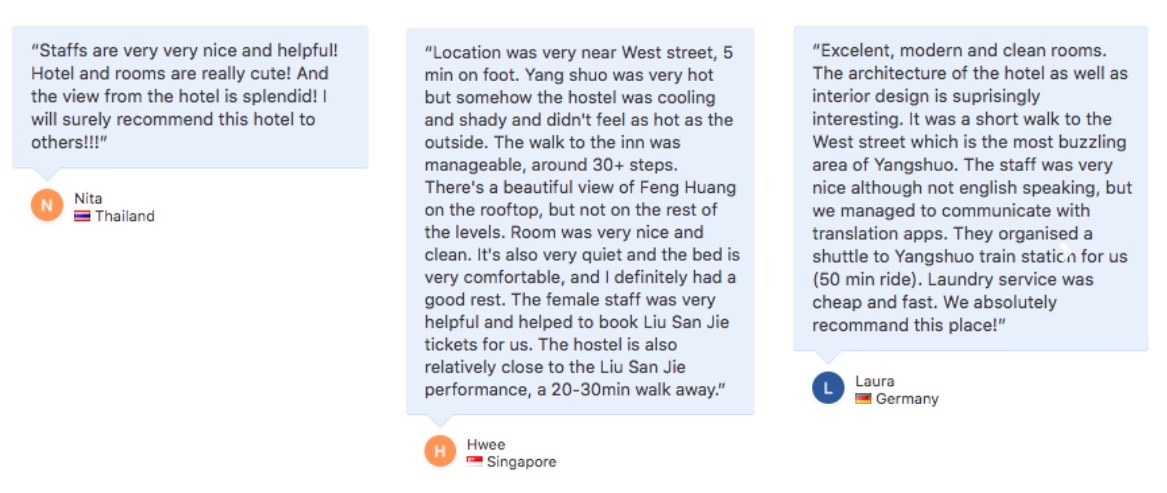 “Staffs are very very nice and helpful!
Hotel and rooms are really cute! And
the view from the hotel is splendid! I
will surely recommend this hotel to
others!!!”
N
Nita
Thailand
“Location was very near West street, 5
min on foot. Yang shuo was very hot
but somehow the hostel was cooling
and shady and didn't feel as hot as the
outside. The walk to the inn was
manageable, around 30+ steps.
There's a beautiful view of Feng Huang
on the rooftop, but not on the rest of
the levels. Room was very nice and
clean. It's also very quiet and the bed is
very comfortable, and I definitely had a
good rest. The female staff was very
helpful and helped to book Liu San Jie
tickets for us. The hostel is also
relatively close to the Liu San Jie
performance, a 20-30min walk away.”
H
Hwee
Singapore
“Excelent, modern and clean rooms.
The architecture of the hotel as well as
interior design is suprisingly
interesting. It was a short walk to the
West street which is the most buzzling
area of Yangshuo. The staff was very
nice although not english speaking, but
we managed to communicate with
translation apps. They organised a
shuttle to Yangshuo train station for us
(50 min ride). Laundry service was
cheap and fast. We absolutely
recommand this place!”
L
Laura
Germany